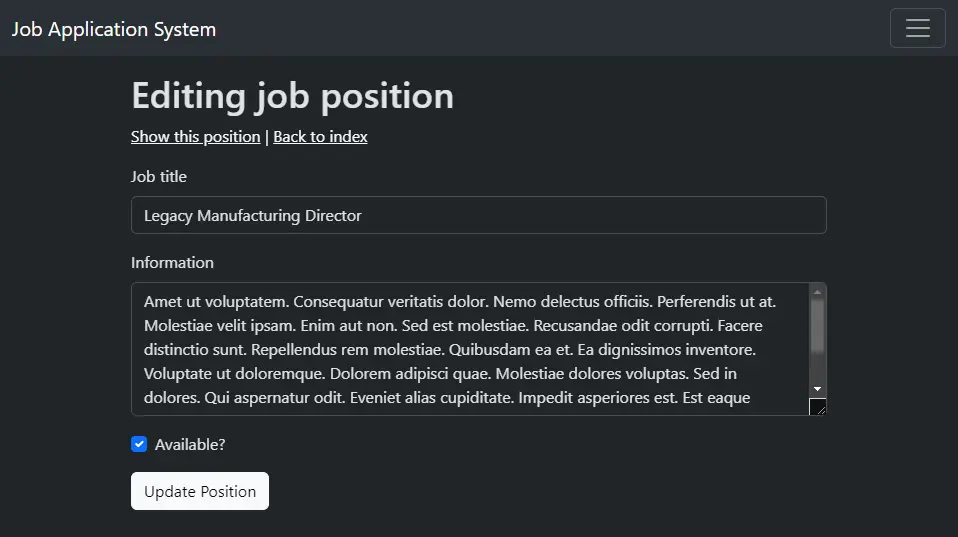 Job Application System
Editing job position
Show this position | Back to index
Job title
Legacy Manufacturing Director
Information
Amet ut voluptatem. Consequatur veritatis dolor. Nemo delectus officiis. Perferendis ut at.
Molestiae velit ipsam. Enim aut non. Sed est molestiae. Recusandae odit corrupti. Facere
distinctio sunt. Repellendus rem molestiae. Quibusdam ea et. Ea dignissimos inventore.
Voluptate ut doloremque. Dolorem adipisci quae. Molestiae dolores voluptas. Sed in
dolores. Qui aspernatur odit. Eveniet alias cupiditate. Impedit asperiores est. Est eaque
Available?
Update Position